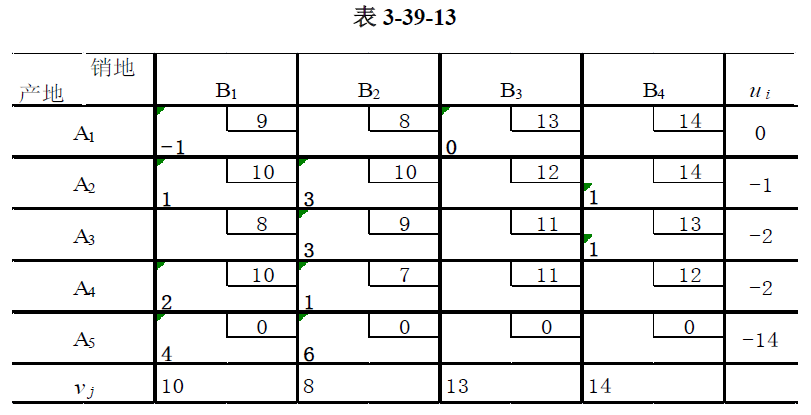 表 3-39-13
销地
产地 B1 B2 B3 B4 ui
A1 9 8 13 14 0
-1 0
A2 10 10 12 14 -1
1 3 1
A3 8 9 11 13 -2
3 1
A4 10 7 11 12 -2
2 1
A5 0 0 0 0 -14
4 6
vj 10 8 13 14